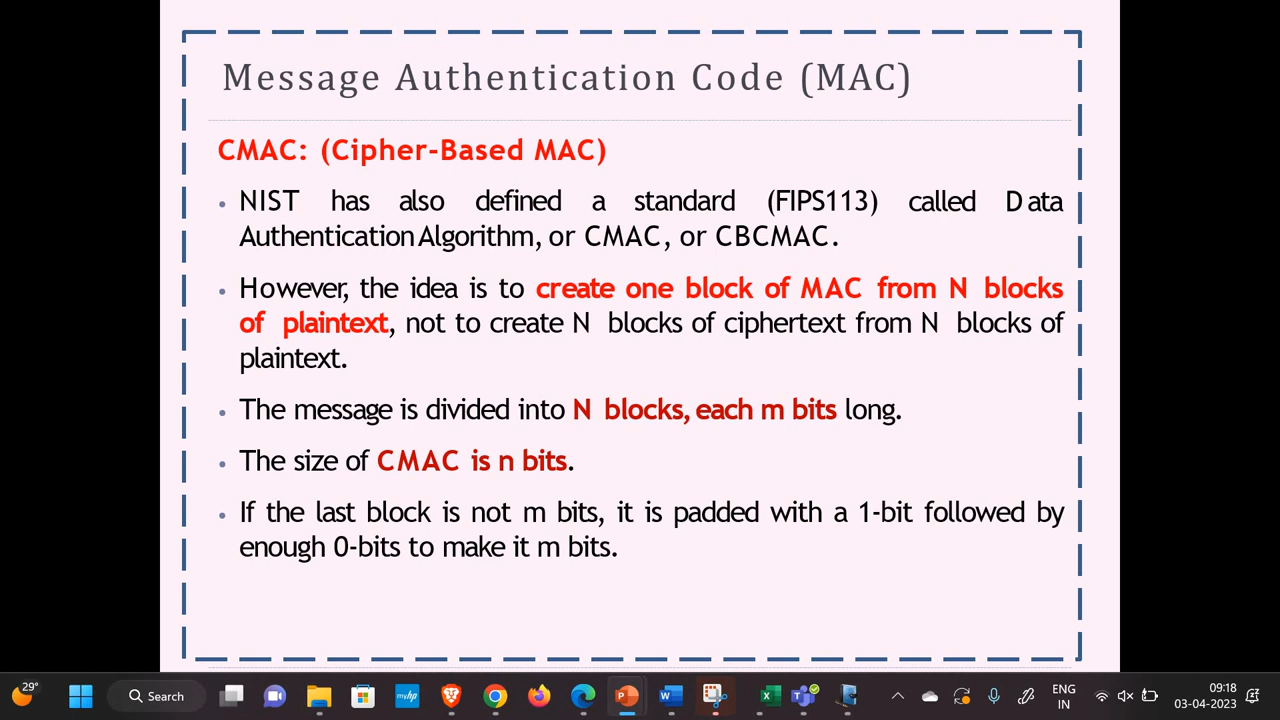 Message Authentication Code (MAC)
CMAC: (Cipher-Based MAC)
• NIST has also defined a standard (FIPS113) called Data
Authentication Algorithm, or CMAC, or CBCMAC.
• However, the idea is to create one block of MAC from N blocks
of plaintext, not to create N blocks of ciphertext from N blocks of
plaintext.
• The message is divided into N blocks, each m bits long.
• The size of CMAC is n bits.
• If the last block is not m bits, it is padded with a 1-bit followed by
enough 0-bits to make it m bits.
29°
Search
myhp
ENG
IN
09:18
03-04-2023